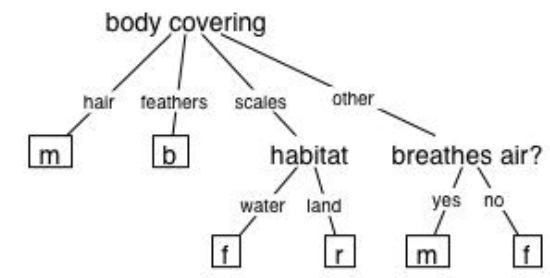 body covering
hair feathers scales other
m b habitat breathes air?
water land yes no
f r m f